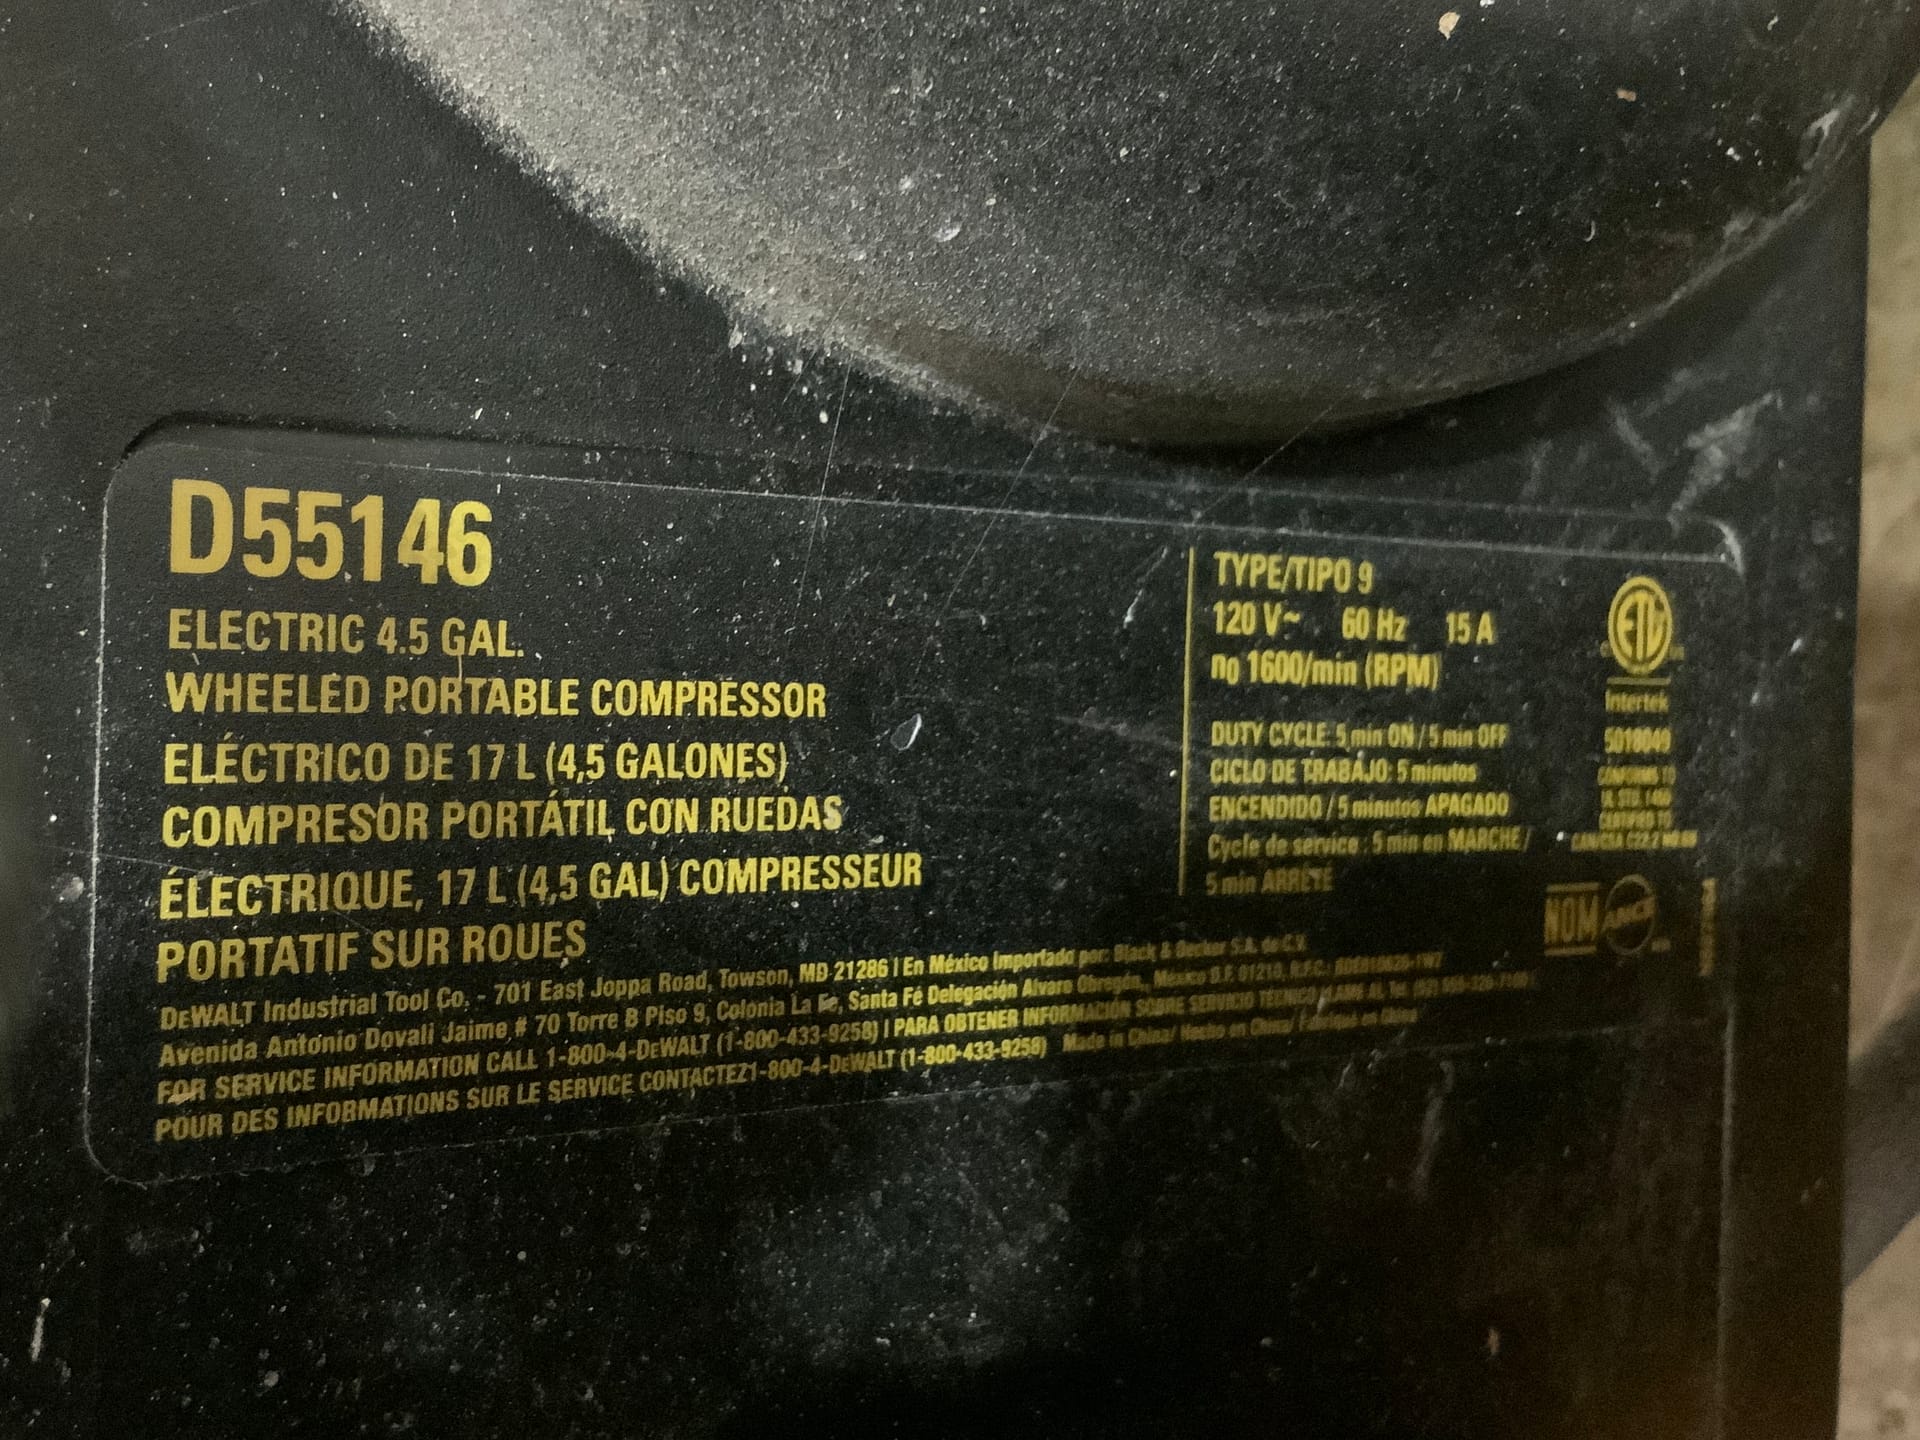 D55146
ELECTRIC 4.5 GAL.
WHEELED PORTABLE COMPRESSOR
ELÉCTRICO DE 17 L (4,5 GALONES)
COMPRESOR PORTÁTIL CON RUEDAS
ÉLECTRIQUE, 17 L (4,5 GAL) COMPRESSEUR
PORTATIF SUR ROUES
TYPE/TIPO 9
120 V~ 60 Hz 15 A
ng 1600/min (RPM)
DUTY CYCLE: 5 min ON / 5 min OFF
CICLO DE TRABAJO: 5 minutos
ENCENDIDO / 5 minutos APAGADO
Cycle de service : 5 min en MARCHE /
5 min ARRÊTÉ
ETL
Intertek
5018049
CONFORMS TO
CERTIFIED TO
NOM ANCE
DEWALT Industrial Tool Co. - 701 East Joppa Road, Towson, MD 21286 | En México Importado por: Black & Decker S.A. de C.V.
Avenida Antonio Dovali Jaime, # 70 Torre B Piso 9, Colonia La Fe, Santa Fé Delegación Alvaro Obregón, México D.F. 01210, R.F.C.:
FOR SERVICE INFORMATION CALL 1-800-4-DEWALT (1-800-433-9258) | PARA OBTENER INFORMACIÓN SOBRE SERVICIO TÉCNICO LLAME AL
POUR DES INFORMATIONS SUR LE SERVICE CONTACTEZ1-800-4-DEWALT (1-800-433-9258) Made in China/ Hecho en China/ Fabriqué en Chine